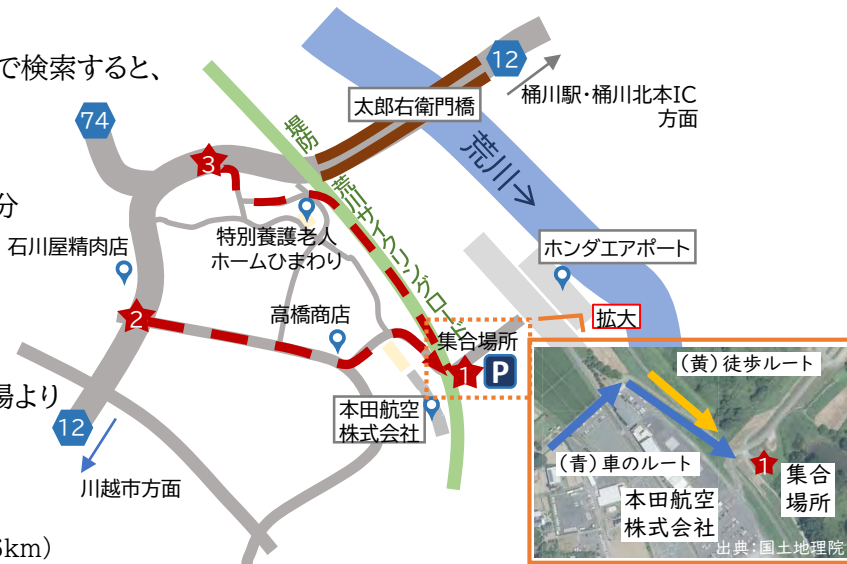 で検索すると、
分
場より
5km）
12
桶川駅・桶川北本IC
方面
太郎右衛門橋
74
堤防
荒川→
3
荒川サイクリングロード
特別養護老人
ホームひまわり
石川屋精肉店
ホンダエアポート
2
高橋商店
拡大
集合場所
1
P
本田航空
株式会社
12
川越市方面
(黄)徒歩ルート
(青)車のルート
1
集合
場所
本田航空
株式会社
出典:国土地理院